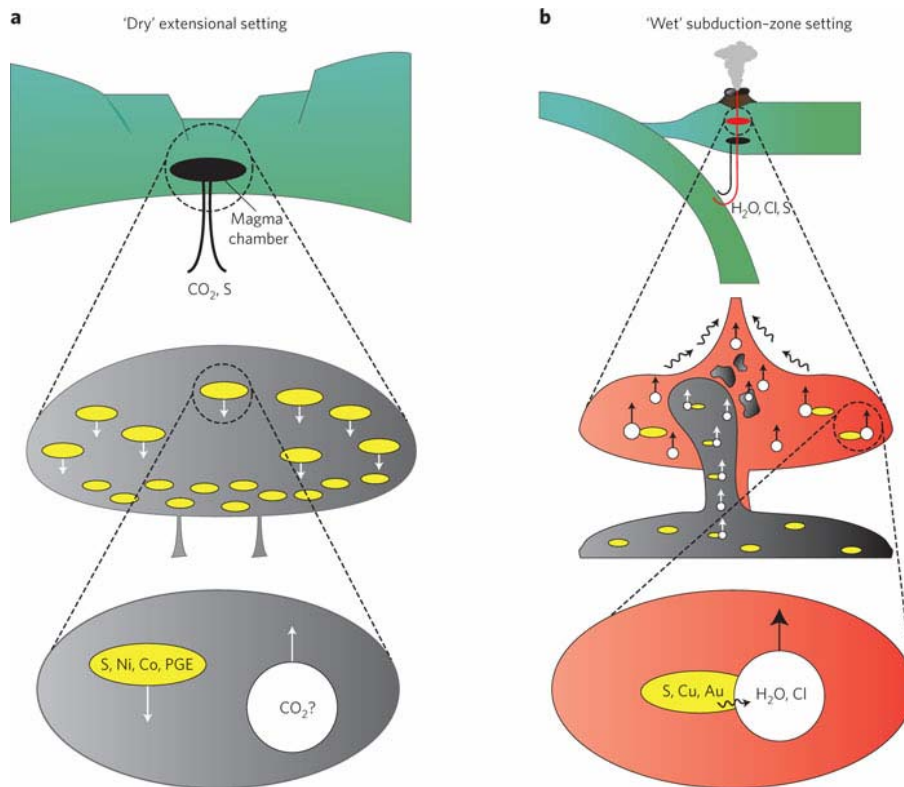 a
'Dry' extensional setting
Magma
chamber
CO₂, S
S, Ni, Co, PGE
CO₂?
b
'Wet' subduction–zone setting
H₂O, Cl, S
S, Cu, Au
H₂O, Cl